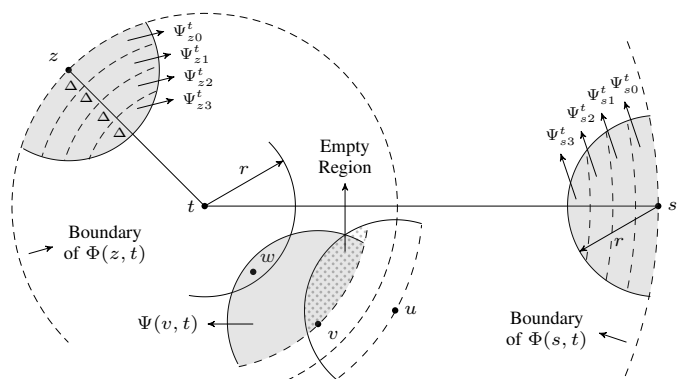 z
Ψ^t_{z0}
Ψ^t_{z1}
Ψ^t_{z2}
Ψ^t_{z3}
Δ
Δ
Δ
Δ
Ψ^t_{s0}
Ψ^t_{s1}
Ψ^t_{s2}
Ψ^t_{s3}
Empty
Region
r
t
s
r
Boundary
of Φ(z, t)
w
u
v
Ψ(v, t)
Boundary
of Φ(s, t)